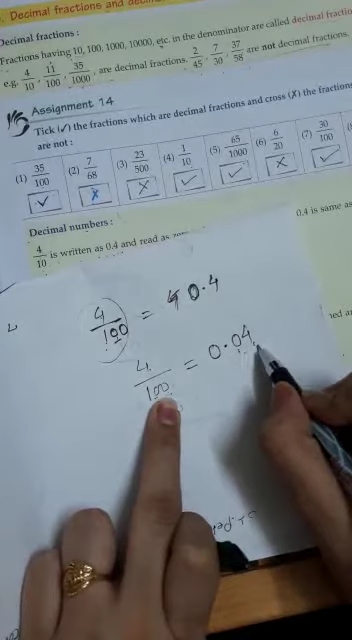 Decimal fractions and deci
Decimal fractions :
Fractions having 10, 100, 1000, 10000, etc. in the denominator are called decimal fractio
e.g. 4/10, 11/100, 35/1000, are decimal fractions. 2/45, 7/30, 37/58 are not decimal fractions.
Assignment 14
Tick (✓) the fractions which are decimal fractions and cross (✗) the fractions
are not :
(1) 35/100 (2) 7/68 (3) 23/500 (4) 1/10 (5) 65/1000 (6) 6/20 (7) 30/100
✓ ✗ ✗ ✓ ✓ ✗ ✓
Decimal numbers :
0.4 is same as
4/10 is written as 0.4 and read as
4/100 = 0.4
4/100 = 0.04